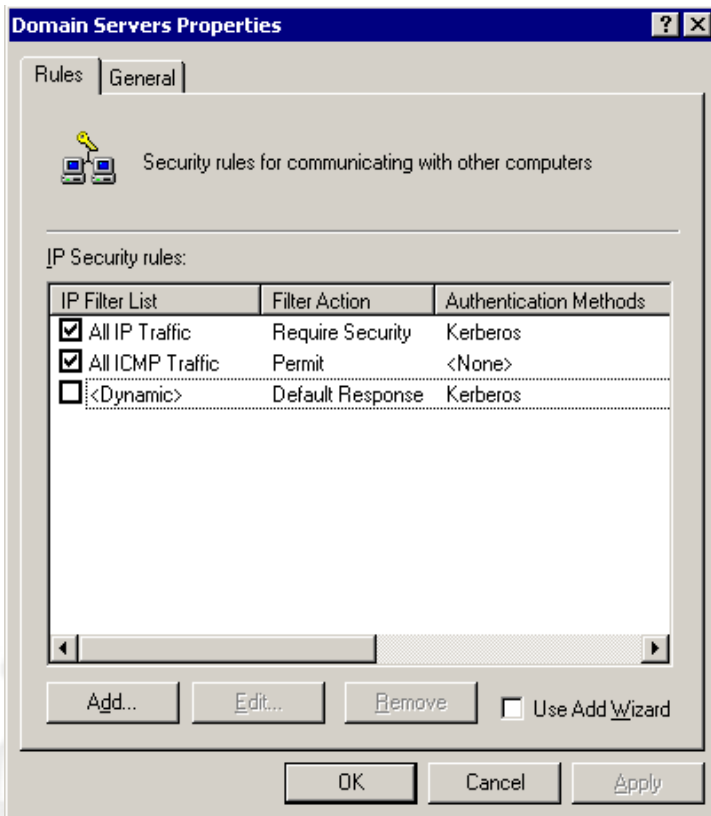 Domain Servers Properties
Rules General
Security rules for communicating with other computers
IP Security rules:
IP Filter List Filter Action Authentication Methods
All IP Traffic Require Security Kerberos
All ICMP Traffic Permit <None>
<Dynamic> Default Response Kerberos
Add... Edit... Remove Use Add Wizard
OK Cancel Apply